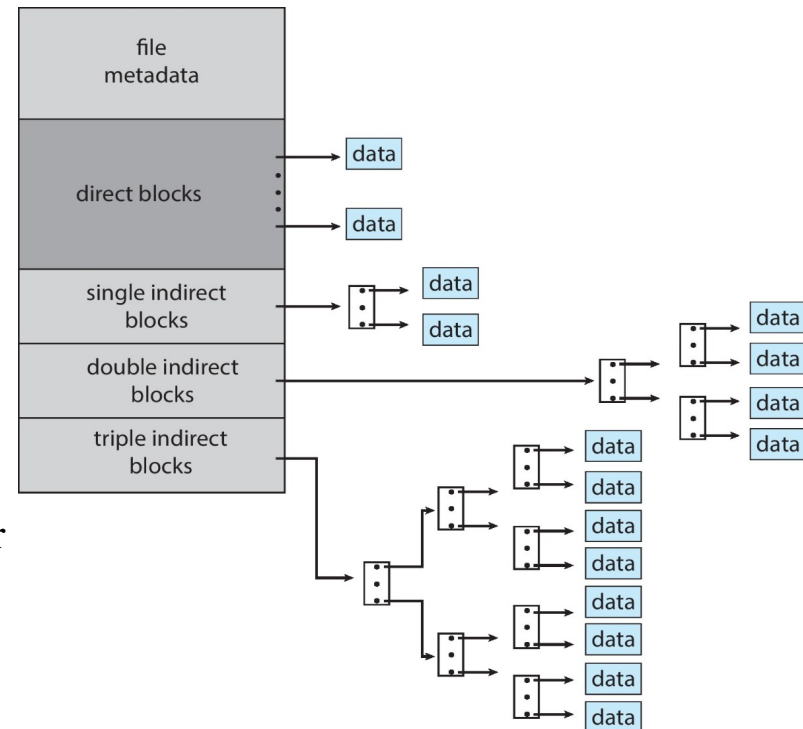 file
metadata
direct blocks
data
data
single indirect
blocks
data
data
double indirect
blocks
data
data
data
data
triple indirect
blocks
data
data
data
data
data
data
data
data
r